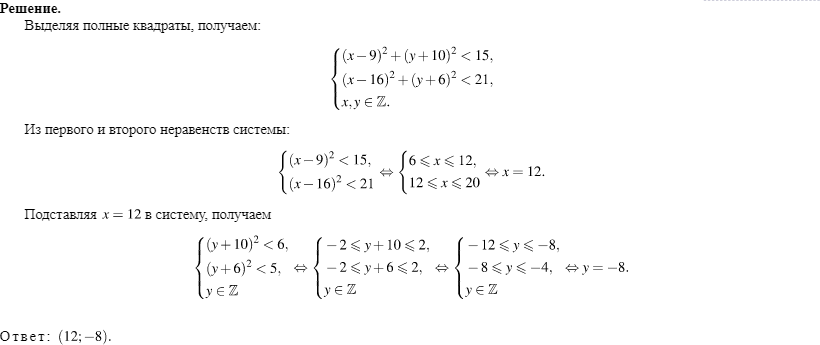 Решение.
Выделяя полные квадраты, получаем:
{(x − 9)² + (y + 10)² < 15,
(x − 16)² + (y + 6)² < 21,
x, y ∈ ℤ.
Из первого и второго неравенств системы:
{(x − 9)² < 15, (x − 16)² < 21 ⇔ {6 ⩽ x ⩽ 12, 12 ⩽ x ⩽ 20 ⇔ x = 12.
Подставляя x = 12 в систему, получаем
{(y + 10)² < 6, (y + 6)² < 5, y ∈ ℤ ⇔ {−2 ⩽ y + 10 ⩽ 2, −2 ⩽ y + 6 ⩽ 2, y ∈ ℤ ⇔ {−12 ⩽ y ⩽ −8, −8 ⩽ y ⩽ −4, y ∈ ℤ ⇔ y = −8.
Ответ: (12; −8).